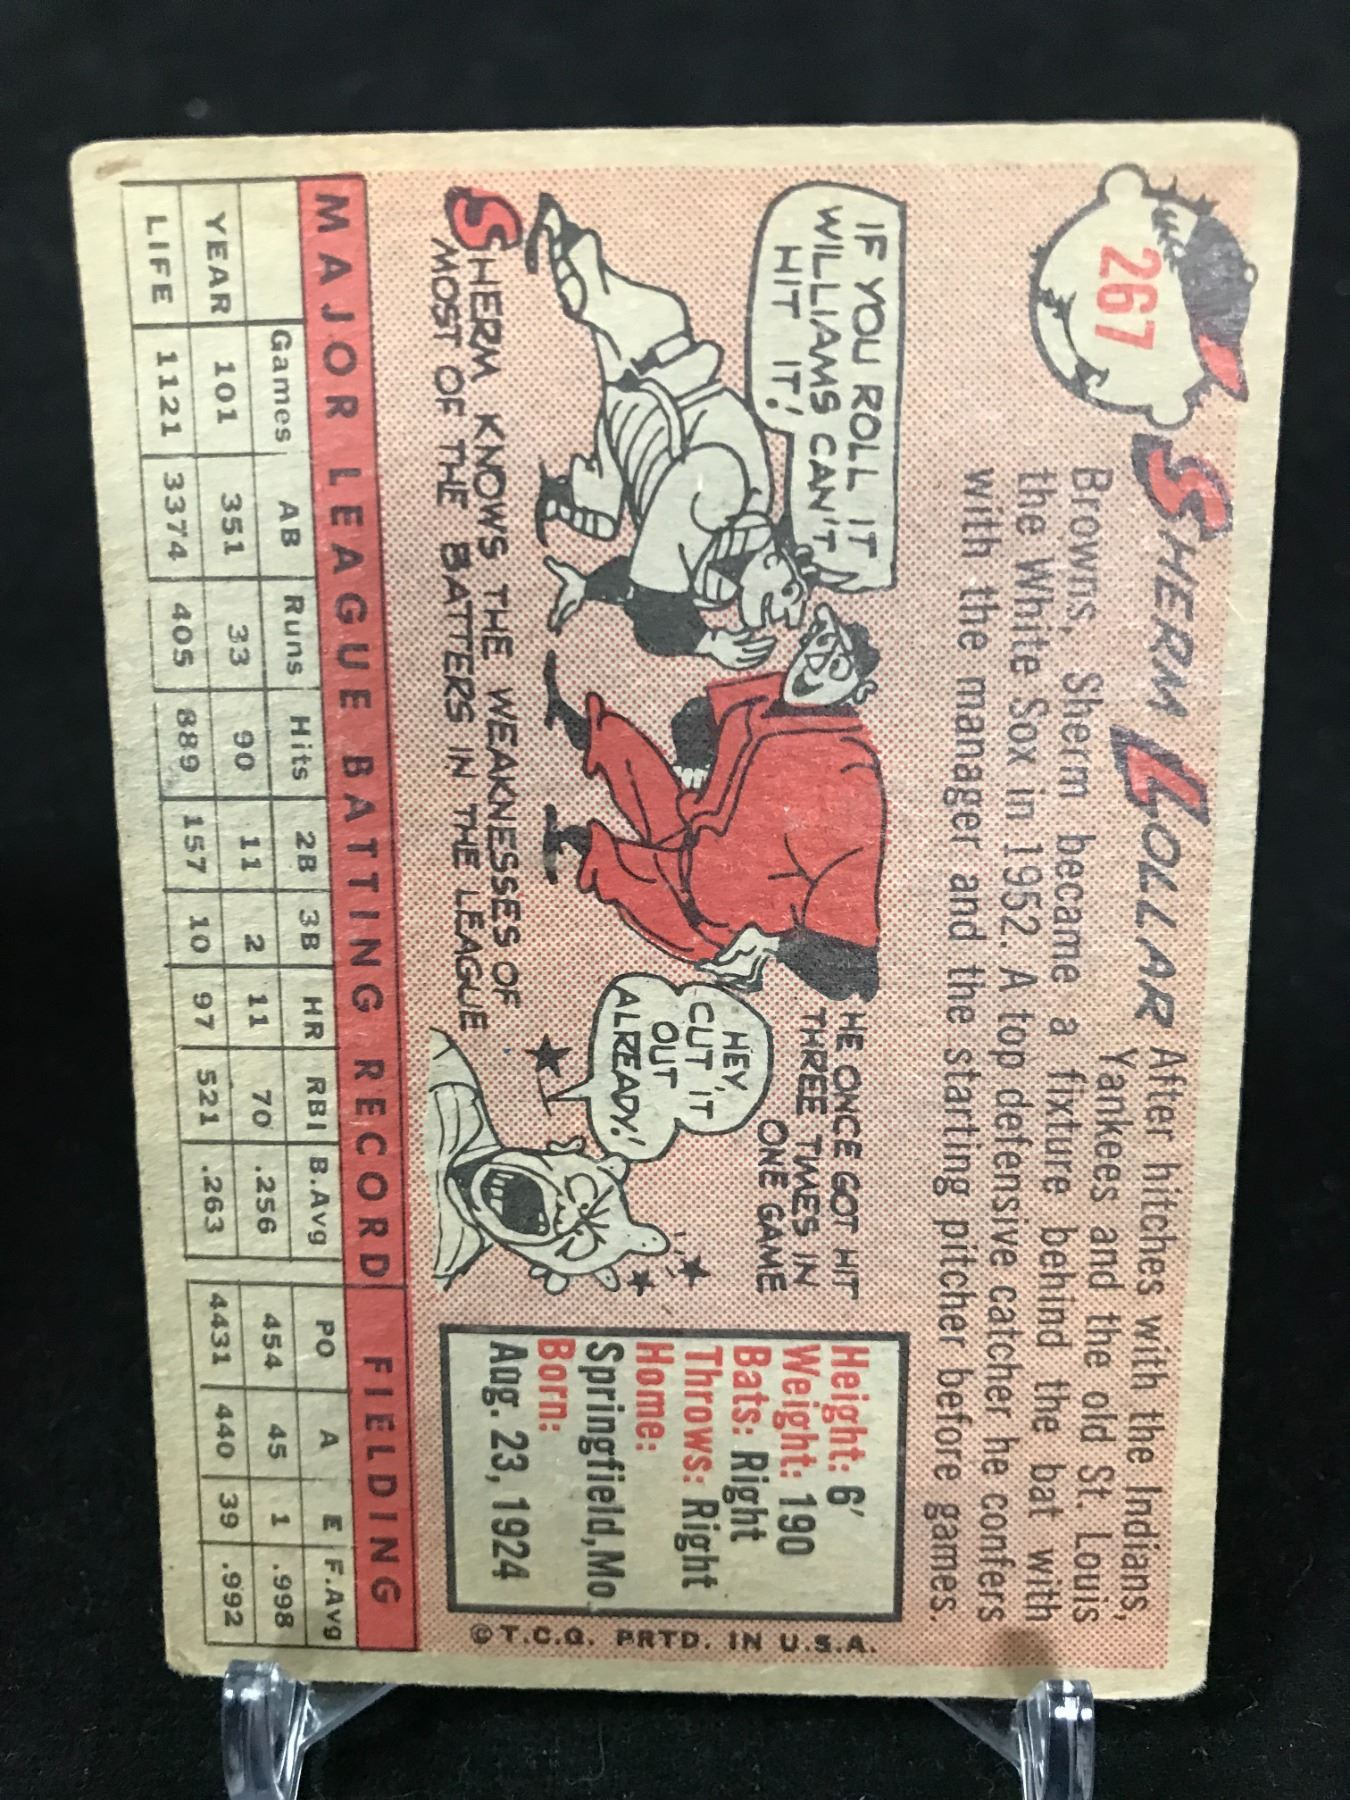 267
SHERM LOLLAR After hitches with the Indians,
Yankees and the old St. Louis
Browns, Sherm became a fixture behind the bat with
the White Sox in 1952. A top defensive catcher he confers
with the manager and the starting pitcher before games.
IF YOU ROLL IT
WILLIAMS CAN'T
HIT IT!
SHERM KNOWS THE WEAKNESSES OF
MOST OF THE BATTERS IN THE LEAGUE
HE ONCE GOT HIT
THREE TIMES IN
ONE GAME
HEY,
CUT IT
OUT
ALREADY!
Height: 6'
Weight: 190
Bats: Right
Throws: Right
Home:
Springfield, Mo.
Born:
Aug. 23, 1924
© T.C.G. PRTD. IN U.S.A.
MAJOR LEAGUE BATTING RECORD FIELDING
Games AB Runs Hits 2B 3B HR RBI B.Avg PO A E F.Avg
YEAR 101 351 33 90 11 2 11 70 .256 454 45 1 .998
LIFE 1121 3374 405 889 157 10 97 521 .263 4431 440 39 .992